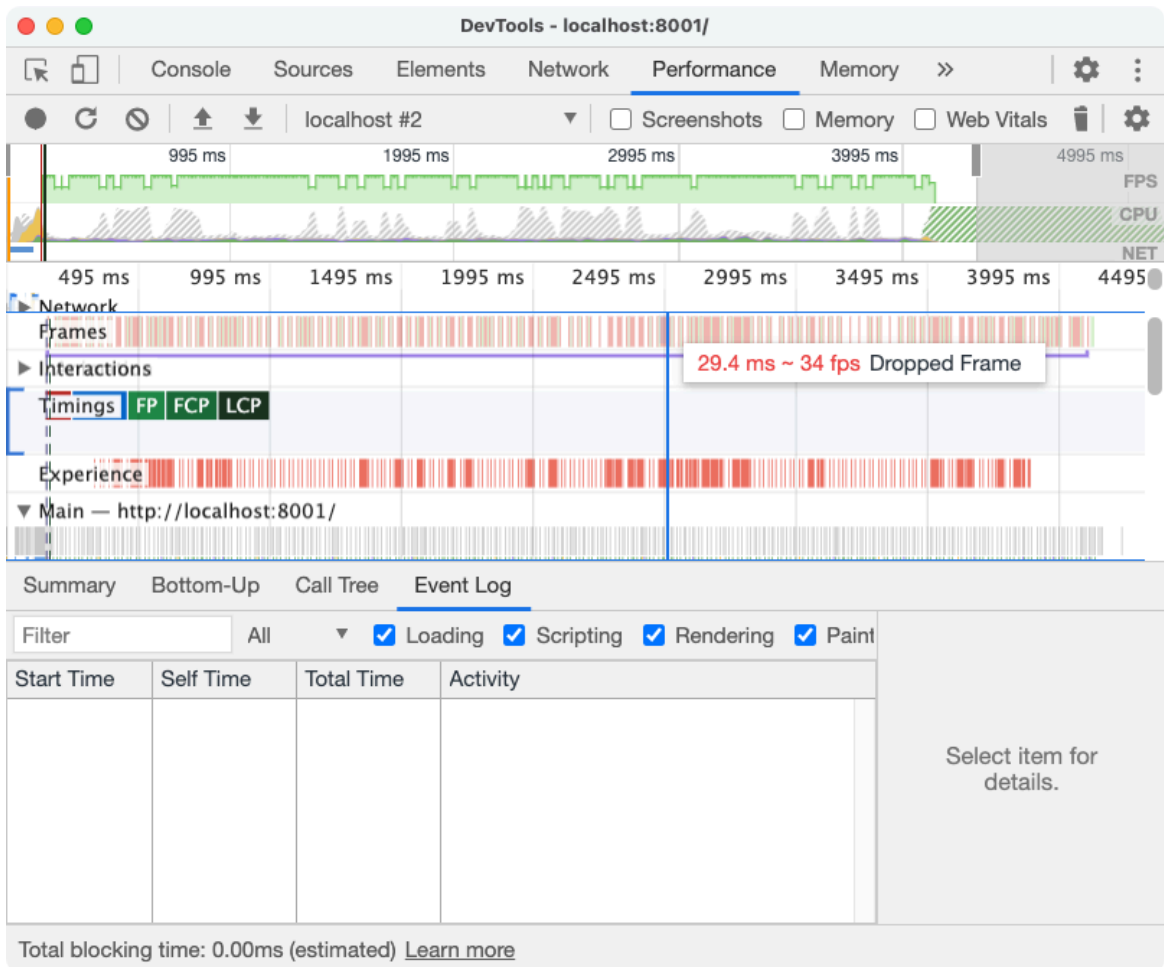 DevTools - localhost:8001/
Console Sources Elements Network Performance Memory »
localhost #2 ▼ Screenshots Memory Web Vitals
995 ms 1995 ms 2995 ms 3995 ms 4995 ms
FPS
CPU
NET
495 ms 995 ms 1495 ms 1995 ms 2495 ms 2995 ms 3495 ms 3995 ms 4495
Network
Frames
29.4 ms ~ 34 fps Dropped Frame
Interactions
Timings FP FCP LCP
Experience
Main — http://localhost:8001/
Summary Bottom-Up Call Tree Event Log
Filter All ▼ Loading Scripting Rendering Paint
Start Time Self Time Total Time Activity
Select item for
details.
Total blocking time: 0.00ms (estimated) Learn more